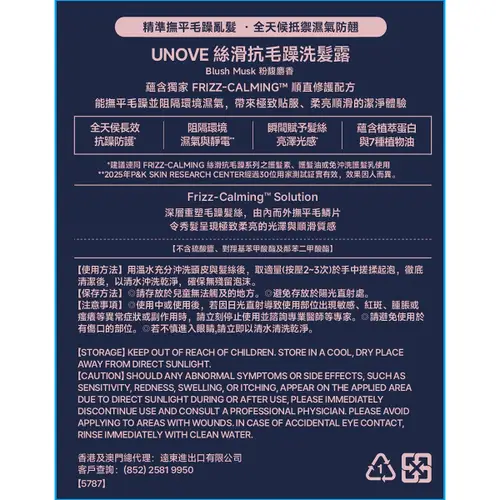 精準撫平毛躁亂髮 · 全天候抵禦濕氣防翹
UNOVE 絲滑抗毛躁洗髮露
Blush Musk 粉馥麝香
蘊含獨家 FRIZZ-CALMING™ 順直修護配方
能撫平毛躁並阻隔環境濕氣，帶來極致貼服、柔亮順滑的潔淨體驗
全天侯長效 阻隔環境 瞬間賦予髮絲 蘊含植萃蛋白
抗躁防護* 濕氣與靜電** 亮澤光感* 與7種植物油
*建議連同 FRIZZ-CALMING 絲滑抗毛躁系列之護髮素、護髮油或免沖洗護髮乳使用
**2025年P&K SKIN RESEARCH CENTER經過30位用家測試証實有效，效果因人而異。
Frizz-Calming™ Solution
深層重塑毛躁髮絲，由內而外撫平毛鱗片
令秀髮呈現極致柔亮的光澤與順滑質感
【不含硫酸鹽、對羥基苯甲酸酯及鄰苯二甲酸酯】
【使用方法】用溫水充分沖洗頭皮與髮絲後，取適量(按壓2~3次)於手中搓揉起泡，徹底
清潔後，以清水沖洗乾淨，確保無殘留泡沫。
【保存方法】◎請存放於兒童無法觸及的地方。◎避免存放於陽光直射處。
【注意事項】◎使用中或使用後，若因日光直射導致使用部位出現敏感、紅斑、腫脹或
瘙癢等異常症狀或副作用時，請立刻停止使用並諮詢專業醫師等專家。◎請避免使用於
有傷口的部位。◎若不慎進入眼睛,請立即以清水清洗乾淨。
[STORAGE] KEEP OUT OF REACH OF CHILDREN. STORE IN A COOL, DRY PLACE
AWAY FROM DIRECT SUNLIGHT.
[CAUTION] SHOULD ANY ABNORMAL SYMPTOMS OR SIDE EFFECTS, SUCH AS
SENSITIVITY, REDNESS, SWELLING, OR ITCHING, APPEAR ON THE APPLIED AREA
DUE TO DIRECT SUNLIGHT DURING OR AFTER USE, PLEASE IMMEDIATELY
DISCONTINUE USE AND CONSULT A PROFESSIONAL PHYSICIAN. PLEASE AVOID
APPLYING TO AREAS WITH WOUNDS. IN CASE OF ACCIDENTAL EYE CONTACT,
RINSE IMMEDIATELY WITH CLEAN WATER.
香港及澳門總代理：遠東進出口有限公司
客戶查詢：(852) 2581 9950
[5787]
1